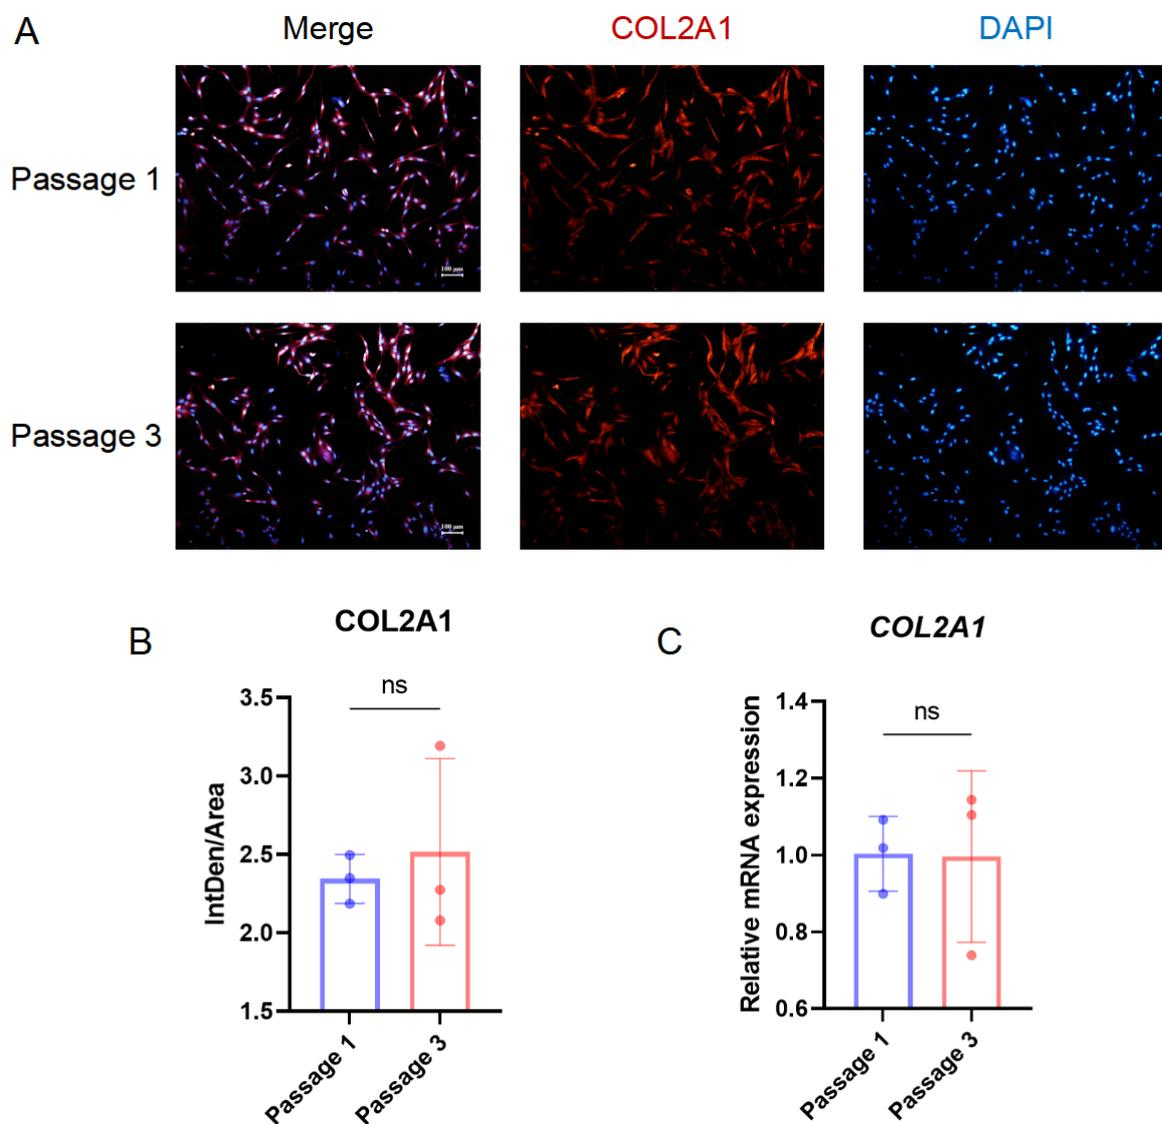 A
Merge
COL2A1
DAPI
Passage 1
100 μm
Passage 3
100 μm
B
COL2A1
ns
3.5
3.0
2.5
2.0
1.5
IntDen/Area
Passage 1
Passage 3
C
COL2A1
ns
1.4
1.2
1.0
0.8
0.6
Relative mRNA expression
Passage 1
Passage 3